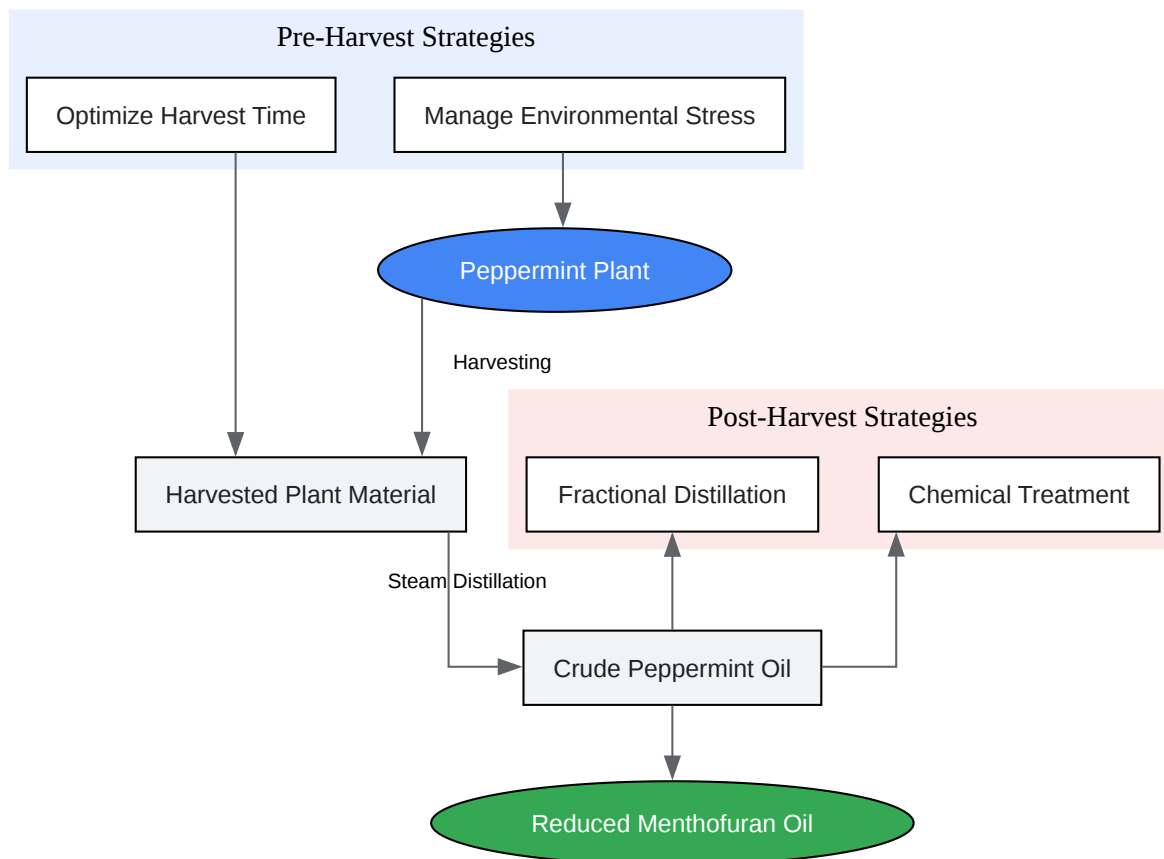 Pre-Harvest Strategies
Optimize Harvest Time
Manage Environmental Stress
Peppermint Plant
Harvesting
Post-Harvest Strategies
Harvested Plant Material
Fractional Distillation
Chemical Treatment
Steam Distillation
Crude Peppermint Oil
Reduced Menthofuran Oil